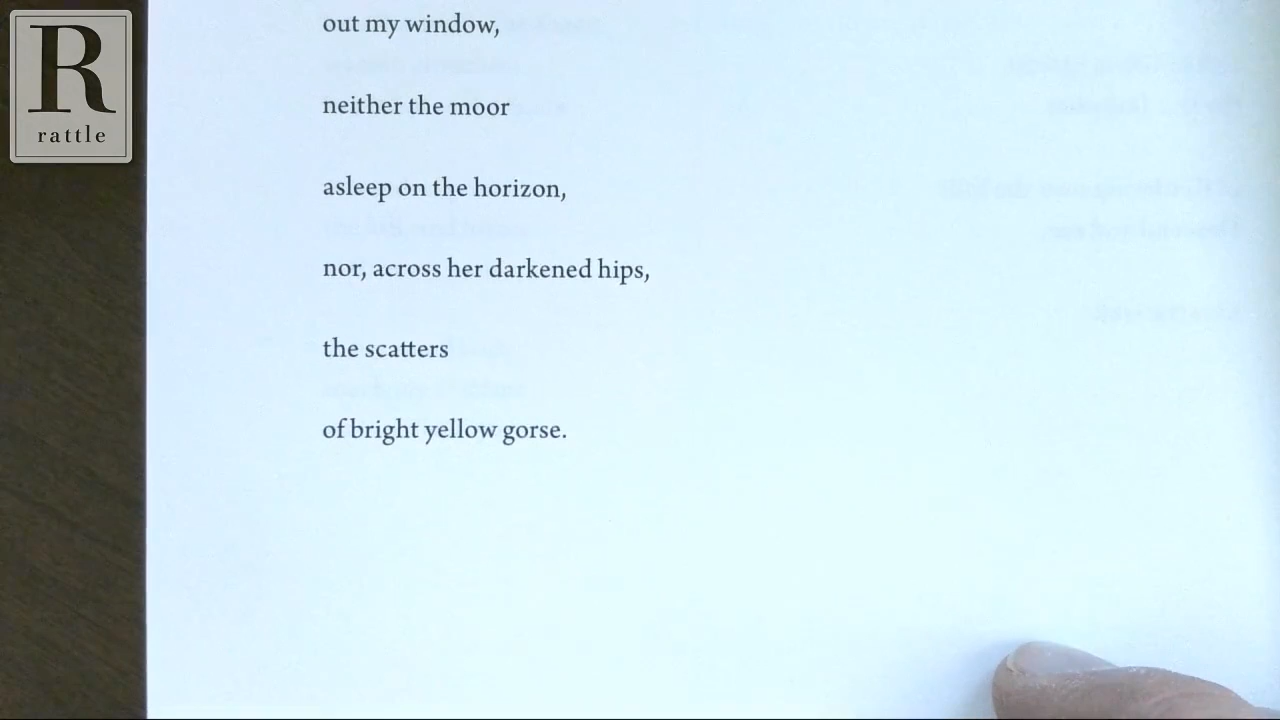 R
rattle
out my window,
neither the moor
asleep on the horizon,
nor, across her darkened hips,
the scatters
of bright yellow gorse.